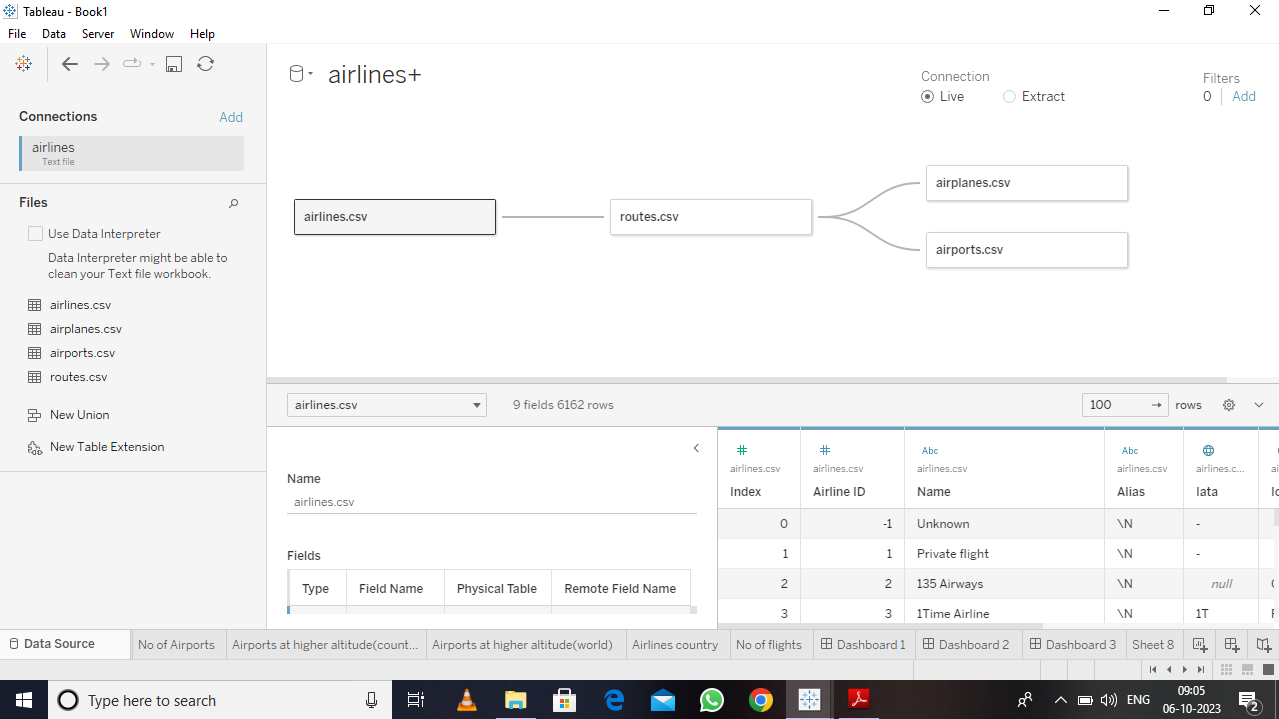 Tableau - Book1
File Data Server Window Help
airlines+
Connection
Live Extract
Filters
0 Add
Connections Add
airlines
Text file
Files
Use Data Interpreter
Data Interpreter might be able to
clean your Text file workbook.
airlines.csv
airplanes.csv
airports.csv
routes.csv
New Union
New Table Extension
airlines.csv
routes.csv
airplanes.csv
airports.csv
airlines.csv 9 fields 6162 rows 100 rows
Name
airlines.csv
Fields
Type Field Name Physical Table Remote Field Name
Abc Abc
airlines.csv airlines.csv airlines.csv airlines.csv airlines.c...
Index Airline ID Name Alias Iata
0 -1 Unknown \N -
1 1 Private flight \N -
2 2 135 Airways \N null
3 3 1Time Airline \N 1T
Data Source No of Airports Airports at higher altitude(count... Airports at higher altitude(world) Airlines country No of flights Dashboard 1 Dashboard 2 Dashboard 3 Sheet 8
Type here to search
ENG
09:05
06-10-2023
2